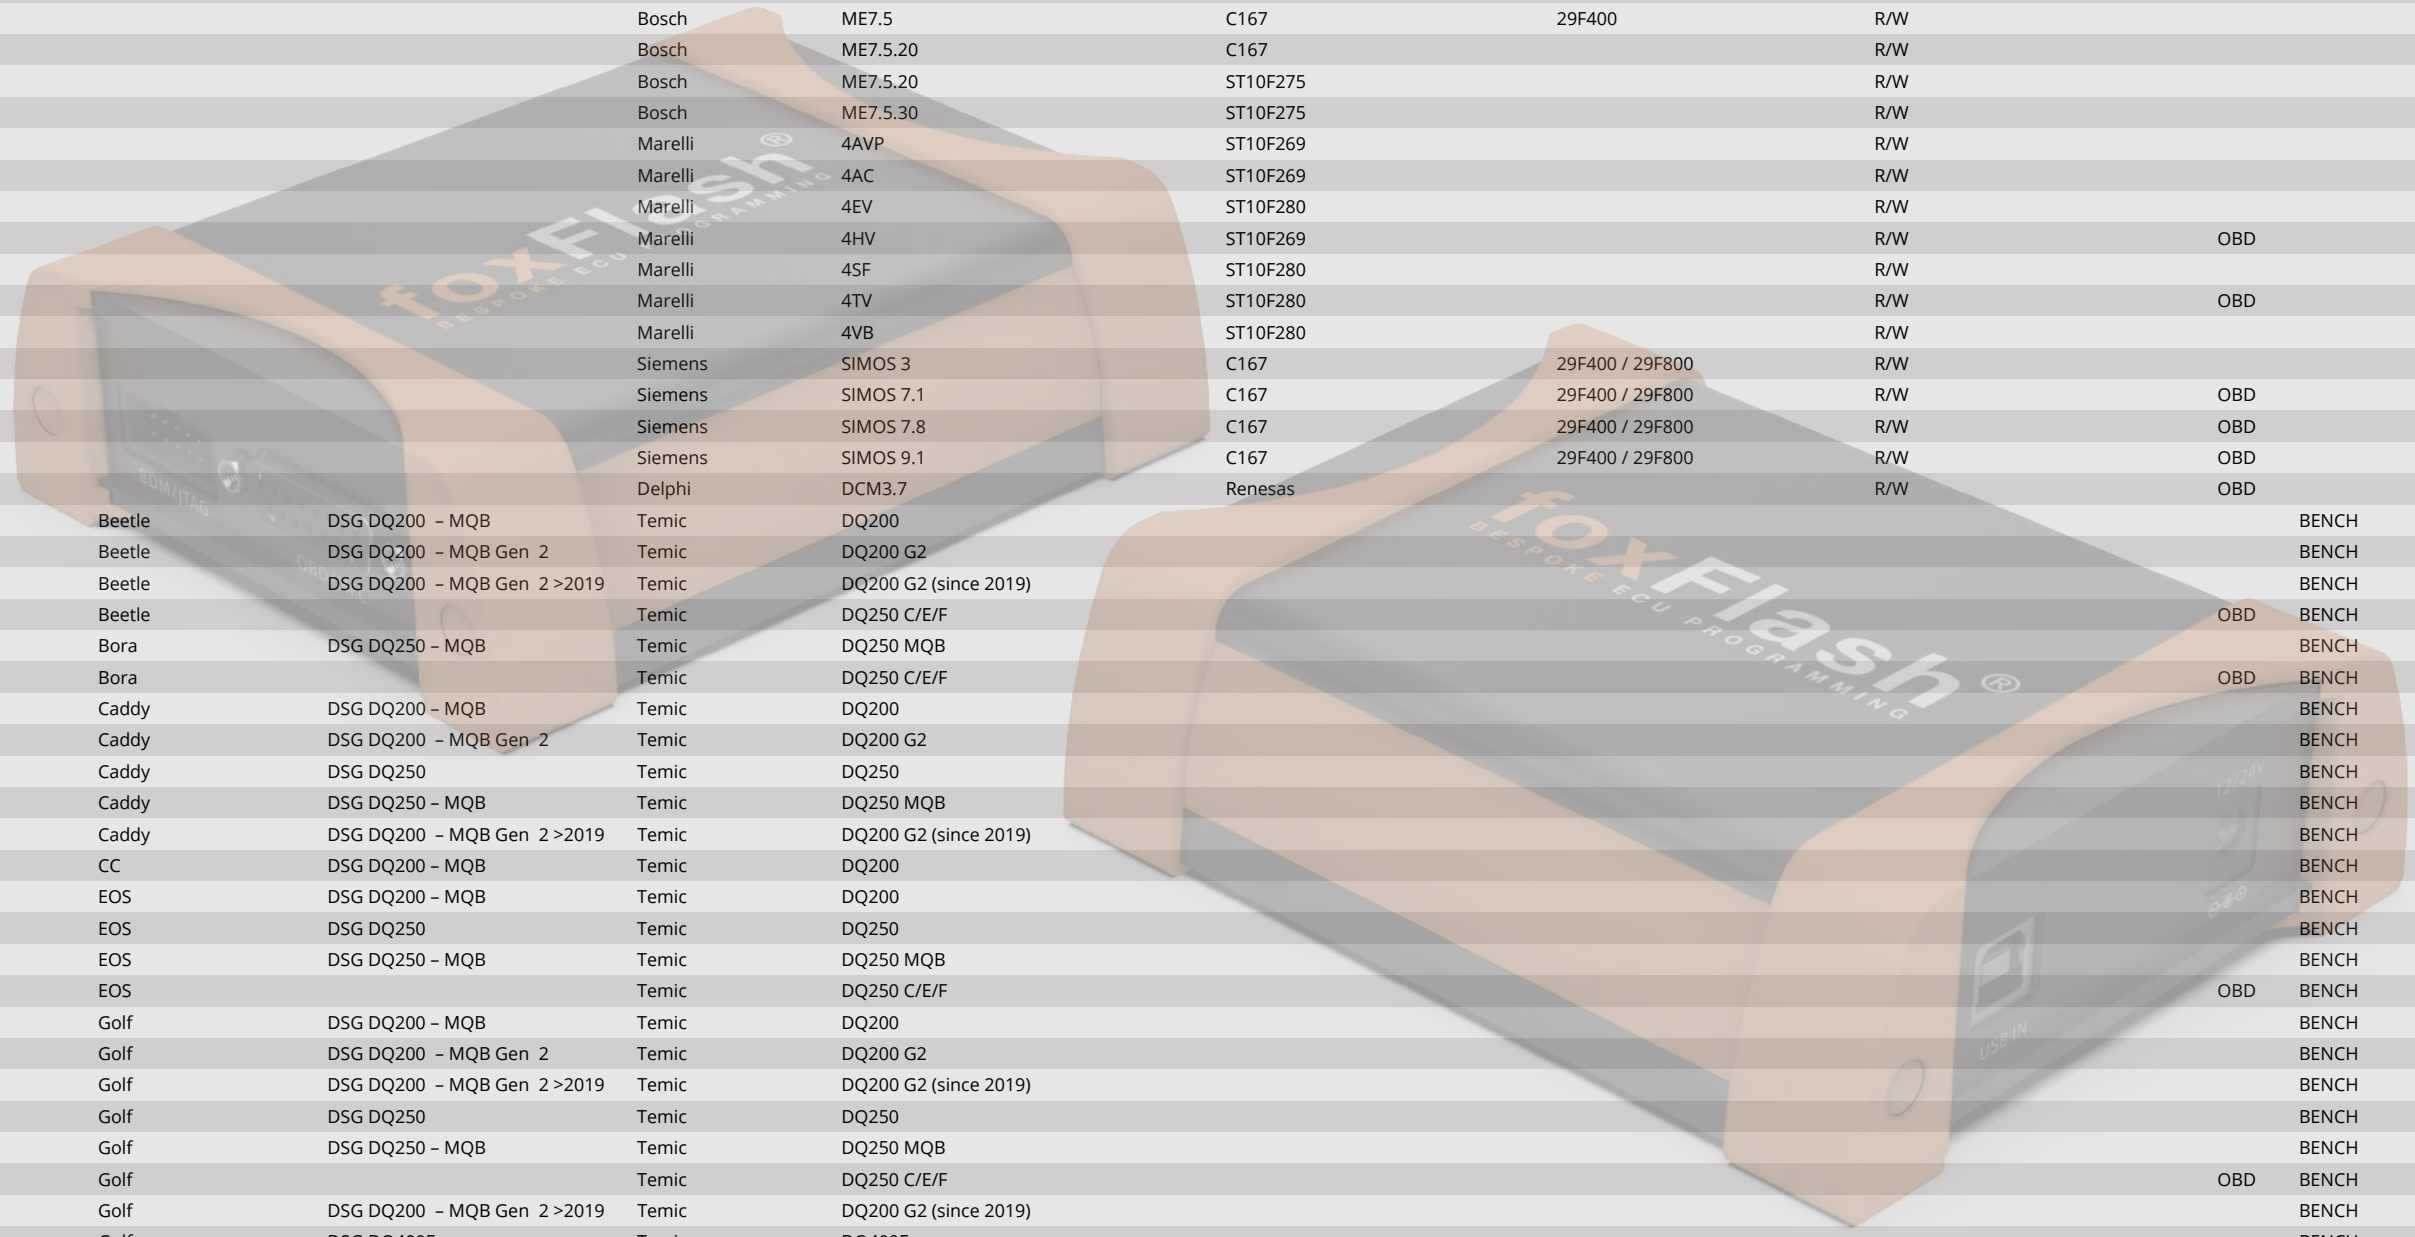 Bosch ME7.5 C167 29F400 R/W
Bosch ME7.5.20 C167 R/W
Bosch ME7.5.20 ST10F275 R/W
Bosch ME7.5.30 ST10F275 R/W
Marelli 4AVP ST10F269 R/W
Marelli 4AC ST10F269 R/W
Marelli 4EV ST10F280 R/W
Marelli 4HV ST10F269 R/W OBD
Marelli 4SF ST10F280 R/W
Marelli 4TV ST10F280 R/W OBD
Marelli 4VB ST10F280 R/W
Siemens SIMOS 3 C167 29F400 / 29F800 R/W
Siemens SIMOS 7.1 C167 29F400 / 29F800 R/W OBD
Siemens SIMOS 7.8 C167 29F400 / 29F800 R/W OBD
Siemens SIMOS 9.1 C167 29F400 / 29F800 R/W OBD
Delphi DCM3.7 Renesas R/W OBD
Beetle DSG DQ200 – MQB Temic DQ200 BENCH
Beetle DSG DQ200 – MQB Gen 2 Temic DQ200 G2 BENCH
Beetle DSG DQ200 – MQB Gen 2 >2019 Temic DQ200 G2 (since 2019) BENCH
Beetle Temic DQ250 C/E/F OBD BENCH
Bora DSG DQ250 – MQB Temic DQ250 MQB BENCH
Bora Temic DQ250 C/E/F OBD BENCH
Caddy DSG DQ200 – MQB Temic DQ200 BENCH
Caddy DSG DQ200 – MQB Gen 2 Temic DQ200 G2 BENCH
Caddy DSG DQ250 Temic DQ250 BENCH
Caddy DSG DQ250 – MQB Temic DQ250 MQB BENCH
Caddy DSG DQ200 – MQB Gen 2 >2019 Temic DQ200 G2 (since 2019) BENCH
CC DSG DQ200 – MQB Temic DQ200 BENCH
EOS DSG DQ200 – MQB Temic DQ200 BENCH
EOS DSG DQ250 Temic DQ250 BENCH
EOS DSG DQ250 – MQB Temic DQ250 MQB BENCH
EOS Temic DQ250 C/E/F OBD BENCH
Golf DSG DQ200 – MQB Temic DQ200 BENCH
Golf DSG DQ200 – MQB Gen 2 Temic DQ200 G2 BENCH
Golf DSG DQ200 – MQB Gen 2 >2019 Temic DQ200 G2 (since 2019) BENCH
Golf DSG DQ250 Temic DQ250 BENCH
Golf DSG DQ250 – MQB Temic DQ250 MQB BENCH
Golf Temic DQ250 C/E/F OBD BENCH
Golf DSG DQ200 – MQB Gen 2 >2019 Temic DQ200 G2 (since 2019) BENCH
foxFlash ®
BESPOKE ECU PROGRAMMING
BDM/JTAG
foxFlash ®
BESPOKE ECU PROGRAMMING
12/24V
USB IN